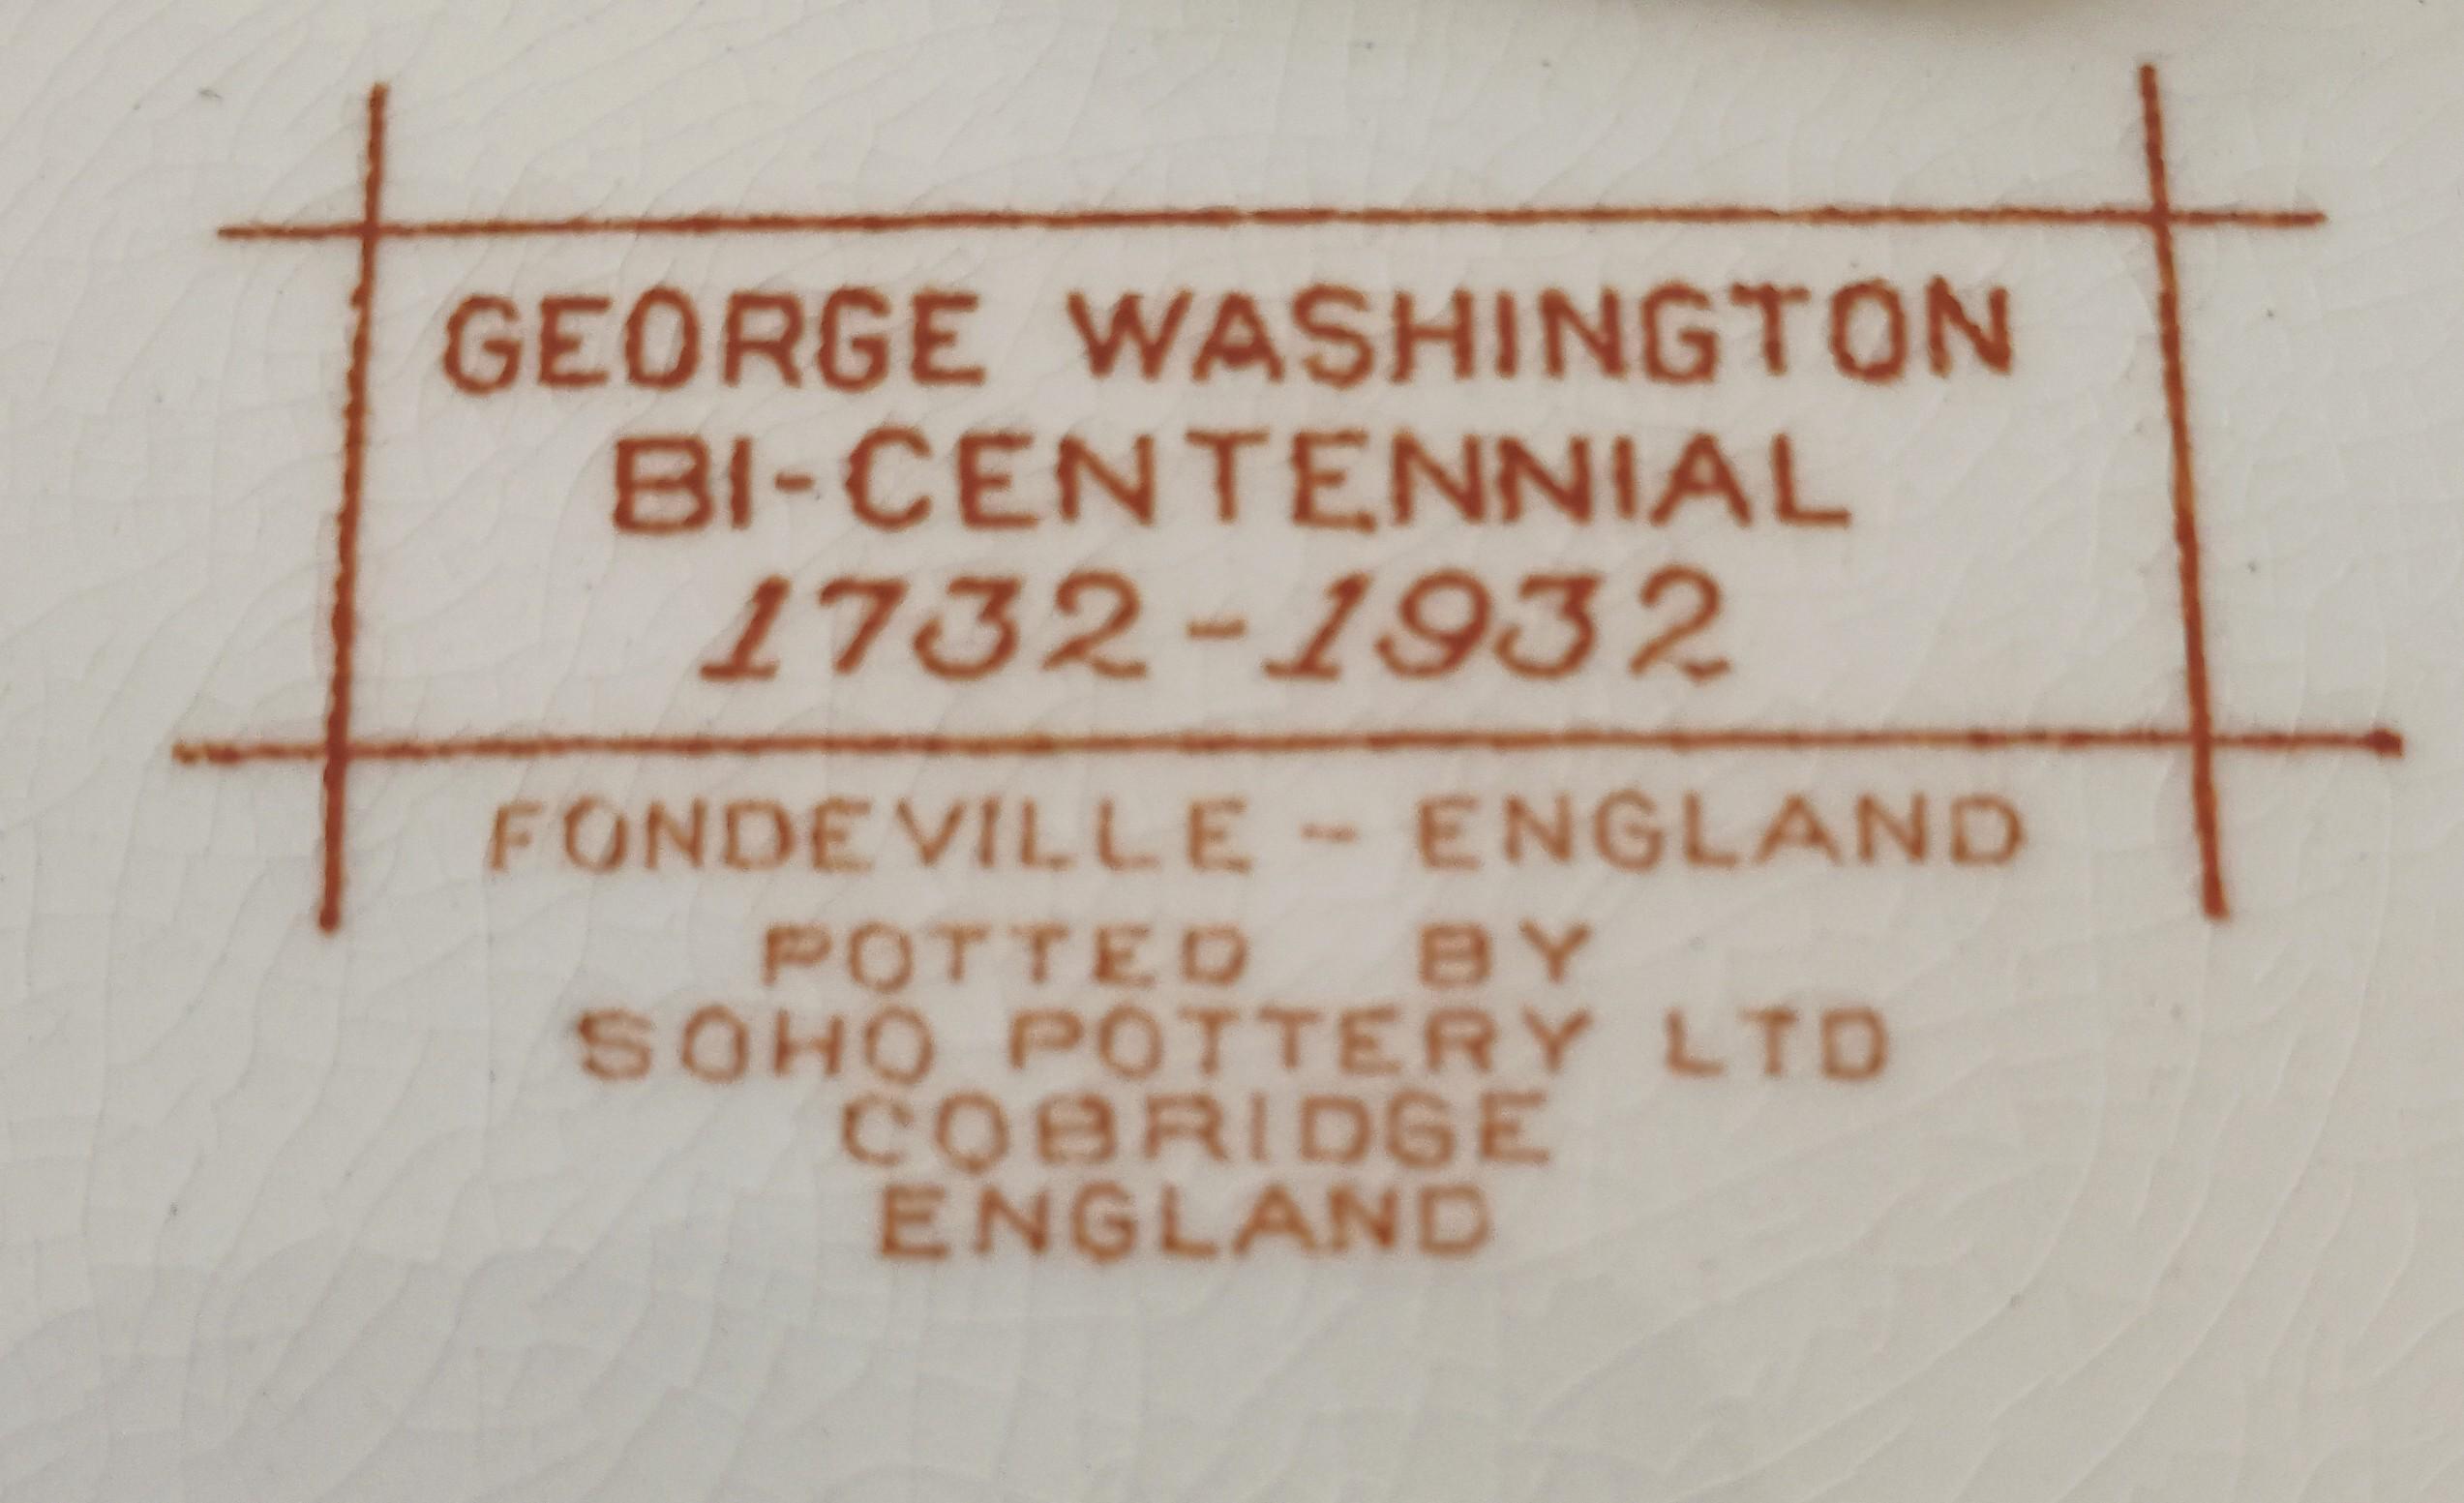 GEORGE WASHINGTON
BI-CENTENNIAL
1732-1932
FONDEVILLE - ENGLAND
POTTED BY
SOHO POTTERY LTD
COBRIDGE
ENGLAND